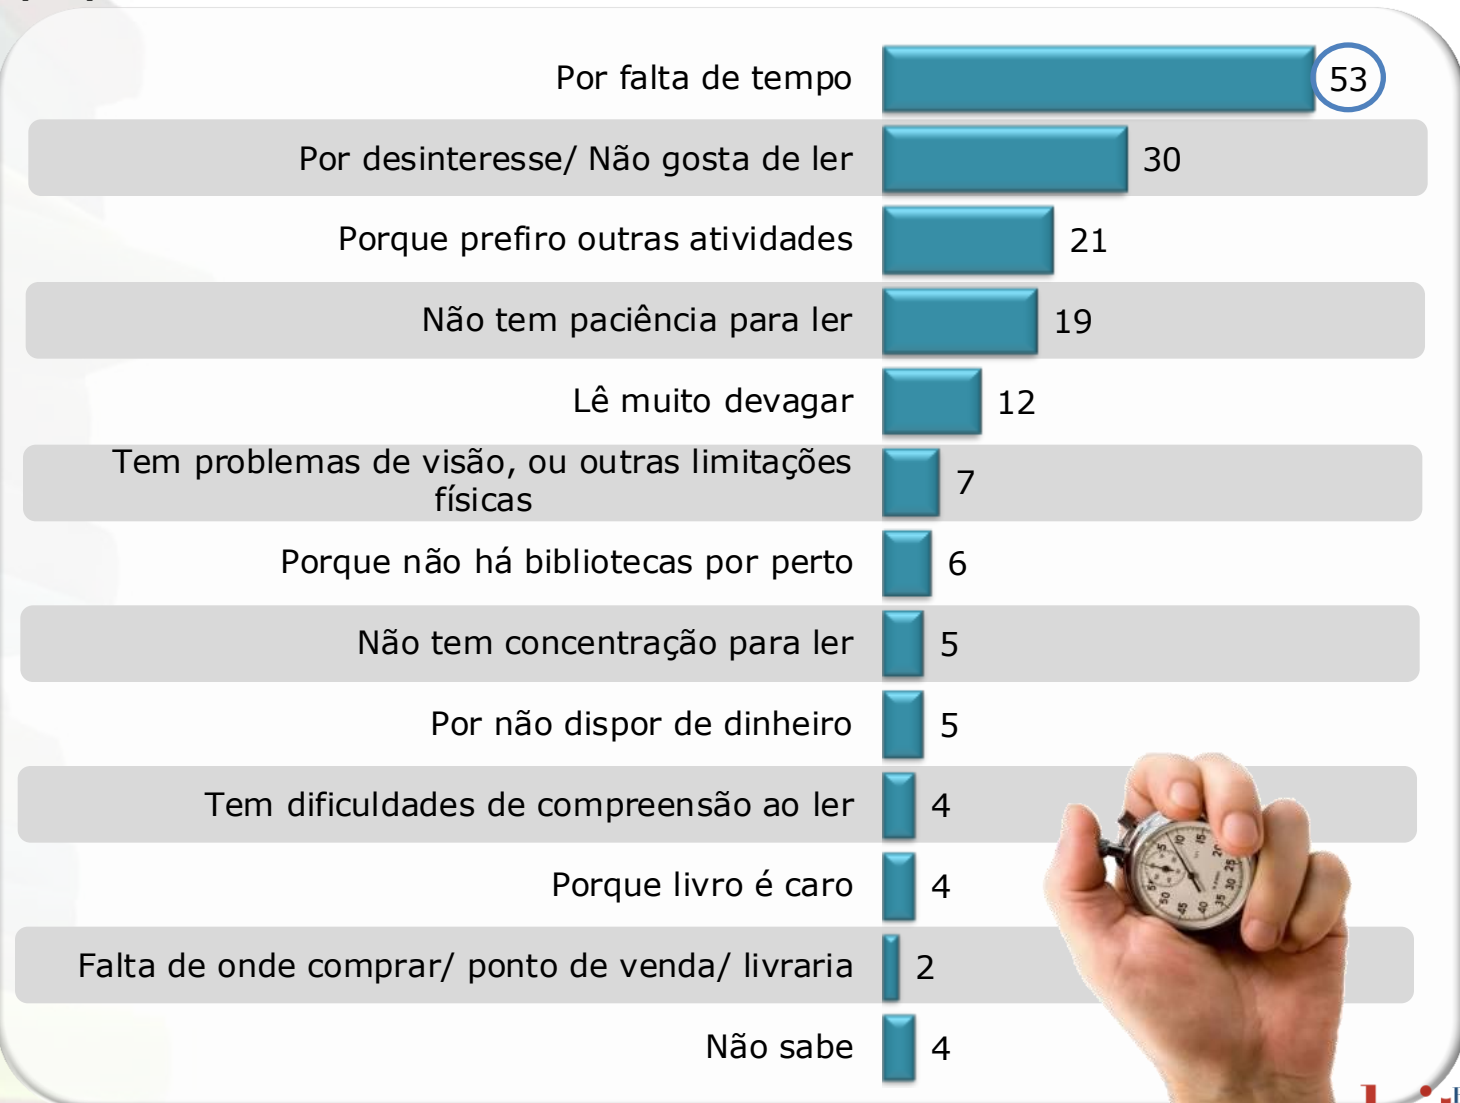 Por falta de tempo 53
Por desinteresse/ Não gosta de ler 30
Porque prefiro outras atividades 21
Não tem paciência para ler 19
Lê muito devagar 12
Tem problemas de visão, ou outras limitações
físicas 7
Porque não há bibliotecas por perto 6
Não tem concentração para ler 5
Por não dispor de dinheiro 5
Tem dificuldades de compreensão ao ler 4
Porque livro é caro 4
Falta de onde comprar/ ponto de venda/ livraria 2
Não sabe 4